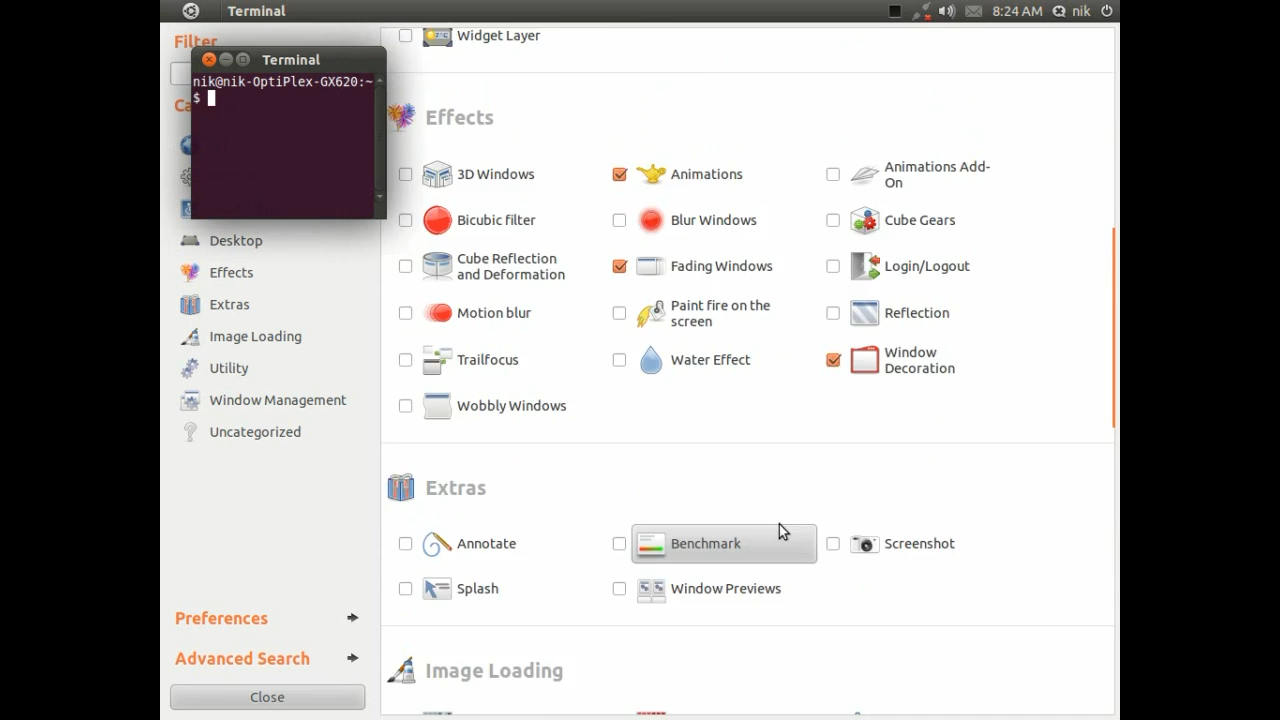 Terminal
8:24 AM
nik
Filter
Terminal
nik@nik-OptiPlex-GX620:~
$
Ca
Desktop
Effects
Extras
Image Loading
Utility
Window Management
Uncategorized
Preferences
Advanced Search
Close
Widget Layer
Effects
3D Windows
Animations
Animations Add-
On
Bicubic filter
Blur Windows
Cube Gears
Cube Reflection
and Deformation
Fading Windows
Login/Logout
Motion blur
Paint fire on the
screen
Reflection
Trailfocus
Water Effect
Window
Decoration
Wobbly Windows
Extras
Annotate
Benchmark
Screenshot
Splash
Window Previews
Image Loading